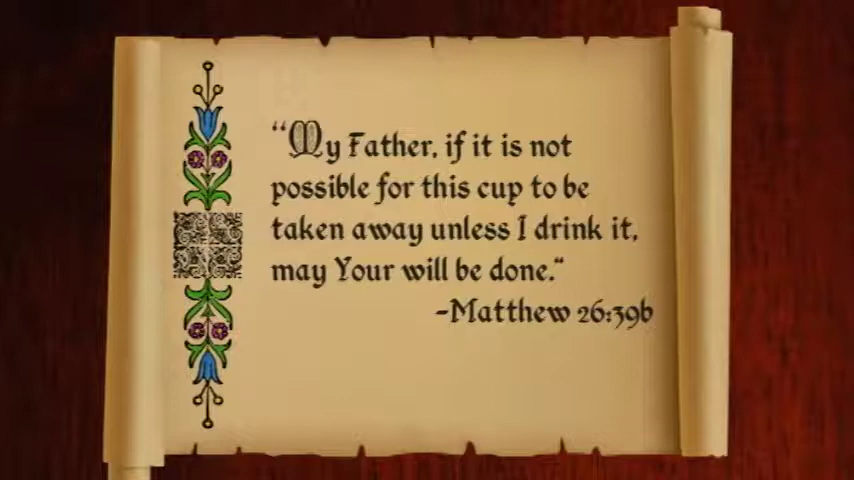 “My Father, if it is not
possible for this cup to be
taken away unless I drink it,
may Your will be done.“
-Matthew 26:39b